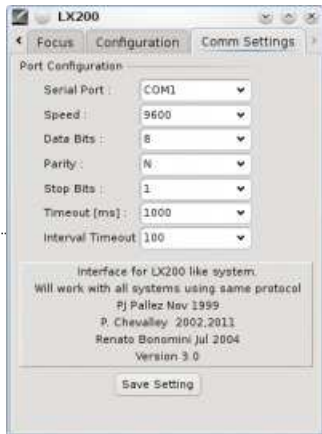 LX200
Focus Configuration Comm Settings
Port Configuration
Serial Port : COM1
Speed : 9600
Data Bits : 8
Parity : N
Stop Bits : 1
Timeout [ms] : 1000
Interval Timeout 100
Interface for LX200 like system.
Will work with all systems using same protocol
PJ Pallez Nov 1999
P. Chevalley 2002,2011
Renato Bonomini Jul 2004
Version 3.0
Save Setting